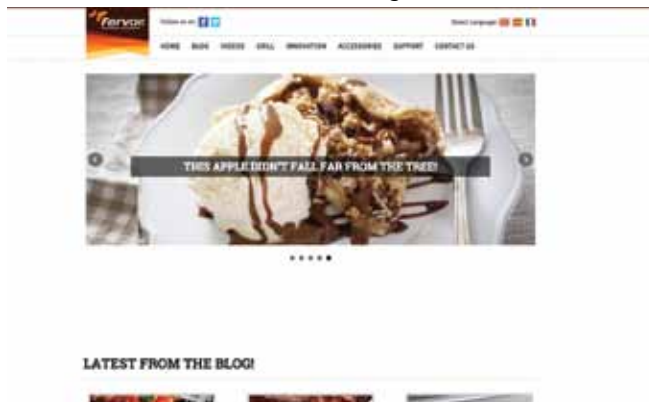 fervor
Follow us on:
Select Language:
HOME BLOG VIDEOS GRILL INNOVATION ACCESSORIES SUPPORT CONTACT US
THIS APPLE DIDN'T FALL FAR FROM THE TREE!
LATEST FROM THE BLOG!